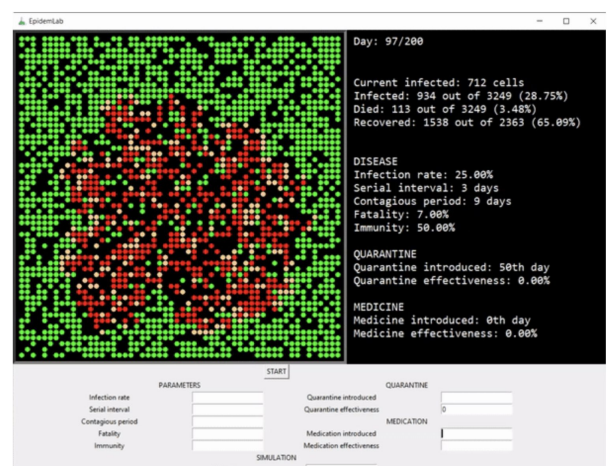 EpidemLab
Day: 97/200
Current infected: 712 cells
Infected: 934 out of 3249 (28.75%)
Died: 113 out of 3249 (3.48%)
Recovered: 1538 out of 2363 (65.09%)
DISEASE
Infection rate: 25.00%
Serial interval: 3 days
Contagious period: 9 days
Fatality: 7.00%
Immunity: 50.00%
QUARANTINE
Quarantine introduced: 50th day
Quarantine effectiveness: 0.00%
MEDICINE
Medicine introduced: 0th day
Medicine effectiveness: 0.00%
START
PARAMETERS QUARANTINE
Infection rate Quarantine introduced
Serial interval Quarantine effectiveness 0
Contagious period MEDICATION
Fatality Medication introduced
Immunity Medication effectiveness
SIMULATION